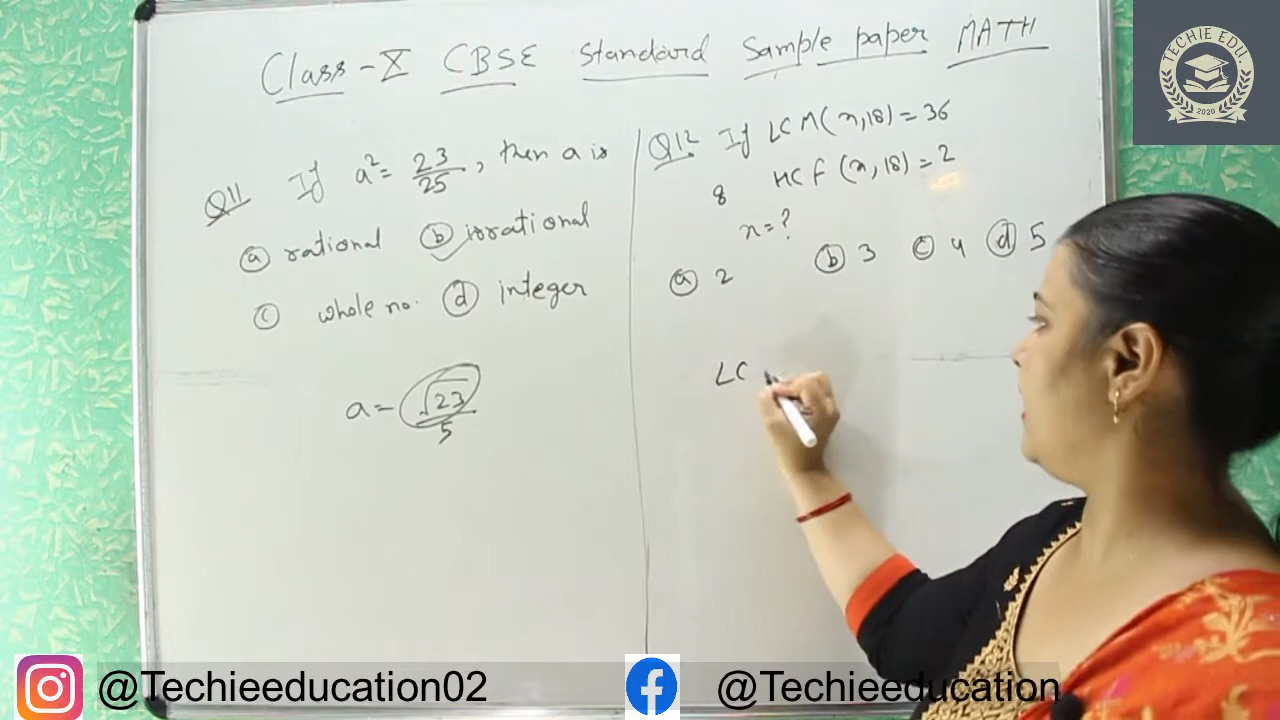 Class-X CBSE Standard Sample paper MATH
Q11 If a² = 23/25, then a is
(a) rational (b) irrational
(c) whole no. (d) integer
a = √23/5
Q12 If LCM(x,18) = 36
& HCF(x,18) = 2
x = ?
(a) 2 (b) 3 (c) 4 (d) 5
LC
TECHIE EDU.
2020
@Techieeducation02
@Techieeducation